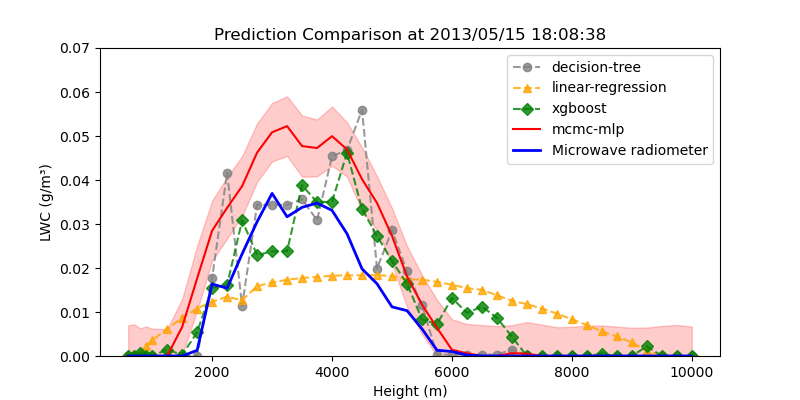 Prediction Comparison at 2013/05/15 18:08:38
0.07
0.06
0.05
0.04
0.03
0.02
0.01
0.00
LWC (g/m³)
decision-tree
linear-regression
xgboost
mcmc-mlp
Microwave radiometer
2000 4000 6000 8000 10000
Height (m)